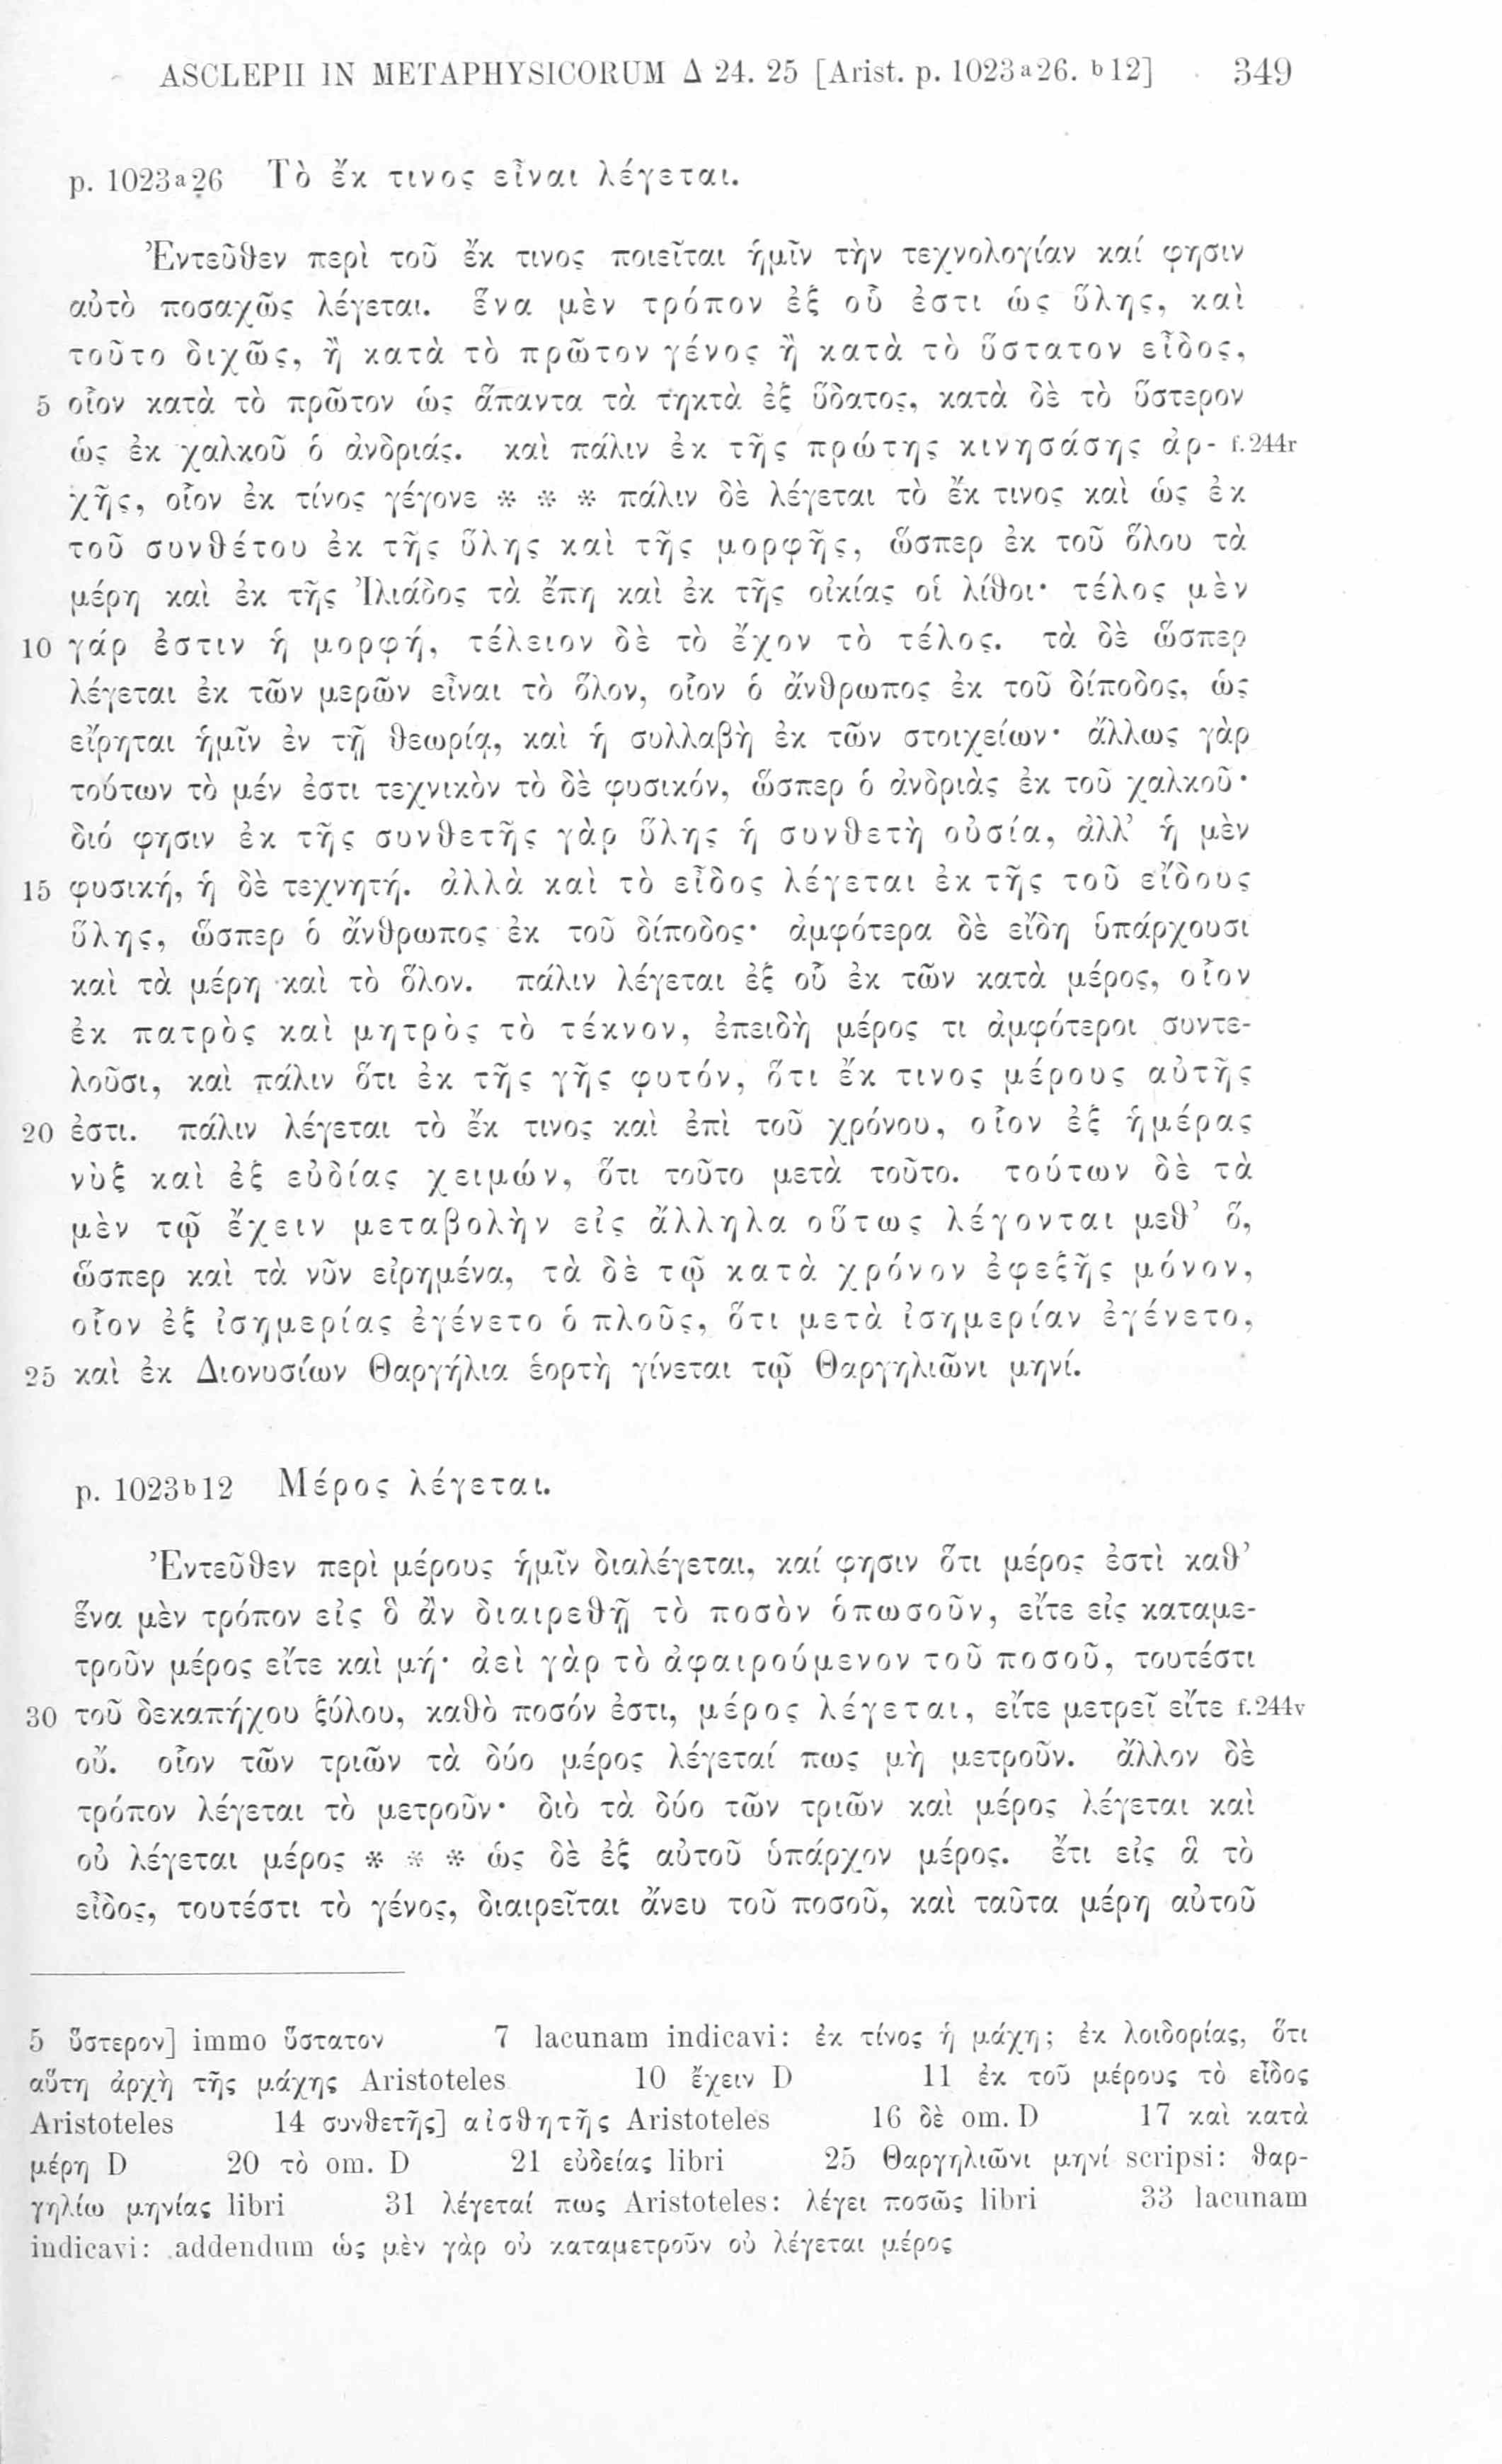 ASCLEPII IN METAPHYSICORUM Δ 24. 25 [Arist. p. 1023a26. b12] 349
p. 1023a26 Τὸ ἔκ τινος εἶναι λέγεται.
Ἐντεῦθεν περὶ τοῦ ἔκ τινος ποιεῖται ἡμῖν τὴν τεχνολογίαν καί φησιν
αὐτὸ ποσαχῶς λέγεται. ἕνα μὲν τρόπον ἐξ οὗ ἐστι ὡς ὕλης, καὶ
τοῦτο διχῶς, ἢ κατὰ τὸ πρῶτον γένος ἢ κατὰ τὸ ὕστατον εἶδος,
5 οἷον κατὰ τὸ πρῶτον ὡς ἅπαντα τὰ τηκτὰ ἐξ ὕδατος, κατὰ δὲ τὸ ὕστερον
ὡς ἐκ χαλκοῦ ὁ ἀνδριάς. καὶ πάλιν ἐκ τῆς πρώτης κινησάσης ἀρ- f.244r
χῆς, οἷον ἐκ τίνος γέγονε * * * πάλιν δὲ λέγεται τὸ ἔκ τινος καὶ ὡς ἐκ
τοῦ συνθέτου ἐκ τῆς ὕλης καὶ τῆς μορφῆς, ὥσπερ ἐκ τοῦ ὅλου τὰ
μέρη καὶ ἐκ τῆς Ἰλιάδος τὰ ἔπη καὶ ἐκ τῆς οἰκίας οἱ λίθοι· τέλος μὲν
10 γάρ ἐστιν ἡ μορφή, τέλειον δὲ τὸ ἔχον τὸ τέλος. τὰ δὲ ὥσπερ
λέγεται ἐκ τῶν μερῶν εἶναι τὸ ὅλον, οἷον ὁ ἄνθρωπος ἐκ τοῦ δίποδος, ὡς
εἴρηται ἡμῖν ἐν τῇ θεωρίᾳ, καὶ ἡ συλλαβὴ ἐκ τῶν στοιχείων· ἄλλως γὰρ
τούτων τὸ μέν ἐστι τεχνικὸν τὸ δὲ φυσικόν, ὥσπερ ὁ ἀνδριὰς ἐκ τοῦ χαλκοῦ·
διό φησιν ἐκ τῆς συνθετῆς γὰρ ὕλης ἡ συνθετὴ οὐσία, ἀλλ' ἡ μὲν
15 φυσική, ἡ δὲ τεχνητή. ἀλλὰ καὶ τὸ εἶδος λέγεται ἐκ τῆς τοῦ εἴδους
ὕλης, ὥσπερ ὁ ἄνθρωπος ἐκ τοῦ δίποδος· ἀμφότερα δὲ εἴδη ὑπάρχουσι
καὶ τὰ μέρη καὶ τὸ ὅλον. πάλιν λέγεται ἐξ οὗ ἐκ τῶν κατὰ μέρος, οἷον
ἐκ πατρὸς καὶ μητρὸς τὸ τέκνον, ἐπειδὴ μέρος τι ἀμφότεροι συντε-
λοῦσι, καὶ πάλιν ὅτι ἐκ τῆς γῆς φυτόν, ὅτι ἔκ τινος μέρους αὐτῆς
20 ἐστι. πάλιν λέγεται τὸ ἔκ τινος καὶ ἐπὶ τοῦ χρόνου, οἷον ἐξ ἡμέρας
νὺξ καὶ ἐξ εὐδίας χειμών, ὅτι τοῦτο μετὰ τοῦτο. τούτων δὲ τὰ
μὲν τῷ ἔχειν μεταβολὴν εἰς ἄλληλα οὕτως λέγονται μεθ' ὅ,
ὥσπερ καὶ τὰ νῦν εἰρημένα, τὰ δὲ τῷ κατὰ χρόνον ἐφεξῆς μόνον,
οἷον ἐξ ἰσημερίας ἐγένετο ὁ πλοῦς, ὅτι μετὰ ἰσημερίαν ἐγένετο,
25 καὶ ἐκ Διονυσίων Θαργήλια ἑορτὴ γίνεται τῷ Θαργηλιῶνι μηνί.
p. 1023b12 Μέρος λέγεται.
Ἐντεῦθεν περὶ μέρους ἡμῖν διαλέγεται, καί φησιν ὅτι μέρος ἐστὶ καθ'
ἕνα μὲν τρόπον εἰς ὃ ἂν διαιρεθῇ τὸ ποσὸν ὁπωσοῦν, εἴτε εἰς καταμε-
τροῦν μέρος εἴτε καὶ μή· ἀεὶ γὰρ τὸ ἀφαιρούμενον τοῦ ποσοῦ, τουτέστι
30 τοῦ δεκαπήχου ξύλου, καθὸ ποσόν ἐστι, μέρος λέγεται, εἴτε μετρεῖ εἴτε f.244v
οὔ. οἷον τῶν τριῶν τὰ δύο μέρος λέγεταί πως μὴ μετροῦν. ἄλλον δὲ
τρόπον λέγεται τὸ μετροῦν· διὸ τὰ δύο τῶν τριῶν καὶ μέρος λέγεται καὶ
οὐ λέγεται μέρος * * * ὡς δὲ ἐξ αὐτοῦ ὑπάρχον μέρος. ἔτι εἰς ἃ τὸ
εἶδος, τουτέστι τὸ γένος, διαιρεῖται ἄνευ τοῦ ποσοῦ, καὶ ταῦτα μέρη αὐτοῦ
5 ὕστερον] immo ὕστατον 7 lacunam indicavi: ἐκ τίνος ἡ μάχη; ἐκ λοιδορίας, ὅτι
αὕτη ἀρχὴ τῆς μάχης Aristoteles 10 ἔχειν D 11 ἐκ τοῦ μέρους τὸ εἶδος
Aristoteles 14 συνθετῆς] αἰσθητῆς Aristoteles 16 δὲ om. D 17 καὶ κατὰ
μέρη D 20 τὸ om. D 21 εὐδείας libri 25 Θαργηλιῶνι μηνί scripsi: θαρ-
γηλίω μηνίας libri 31 λέγεταί πως Aristoteles: λέγει ποσῶς libri 33 lacunam
indicavi: addendum ὡς μὲν γὰρ οὐ καταμετροῦν οὐ λέγεται μέρος